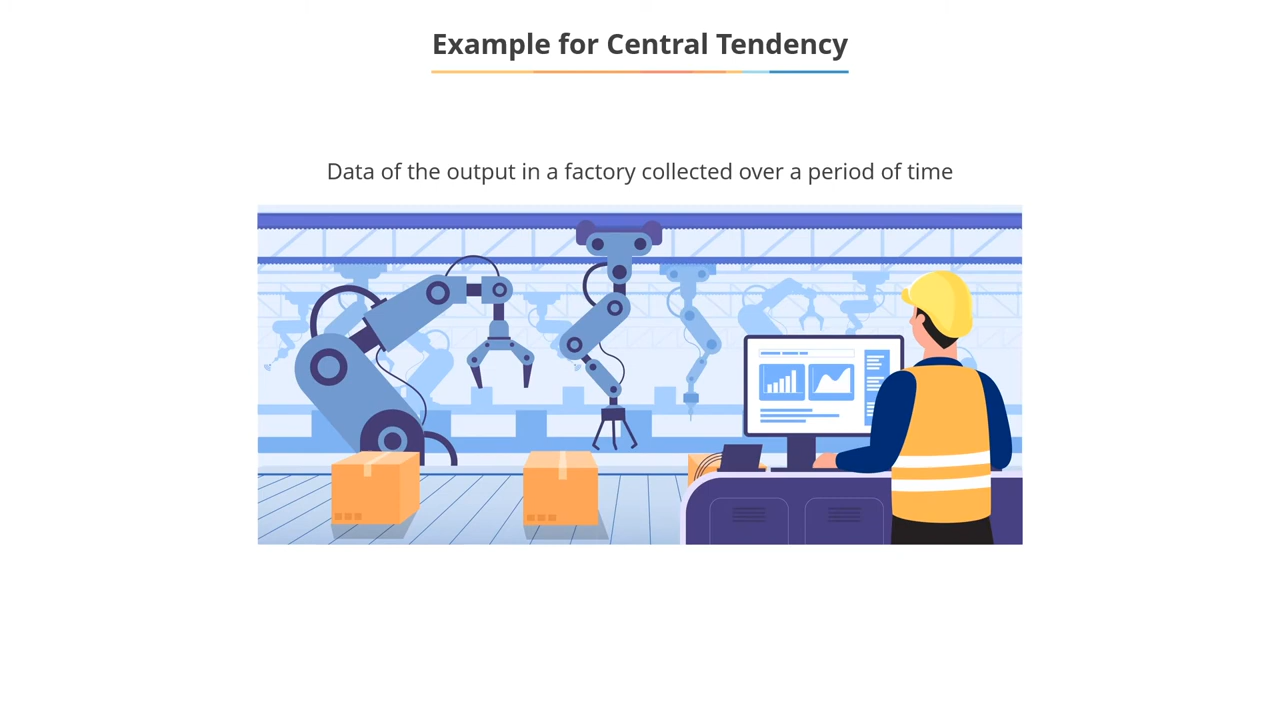 Example for Central Tendency
Data of the output in a factory collected over a period of time